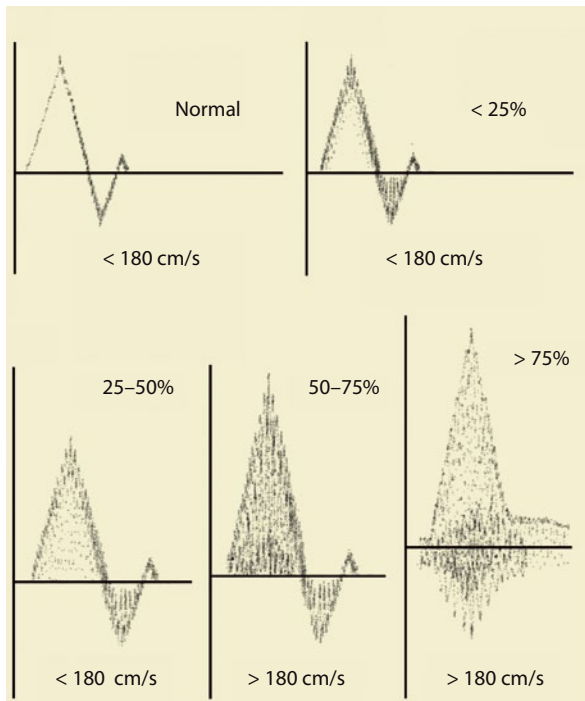 Normal
< 25%
< 180 cm/s
< 180 cm/s
25–50%
50–75%
> 75%
< 180 cm/s
> 180 cm/s
> 180 cm/s